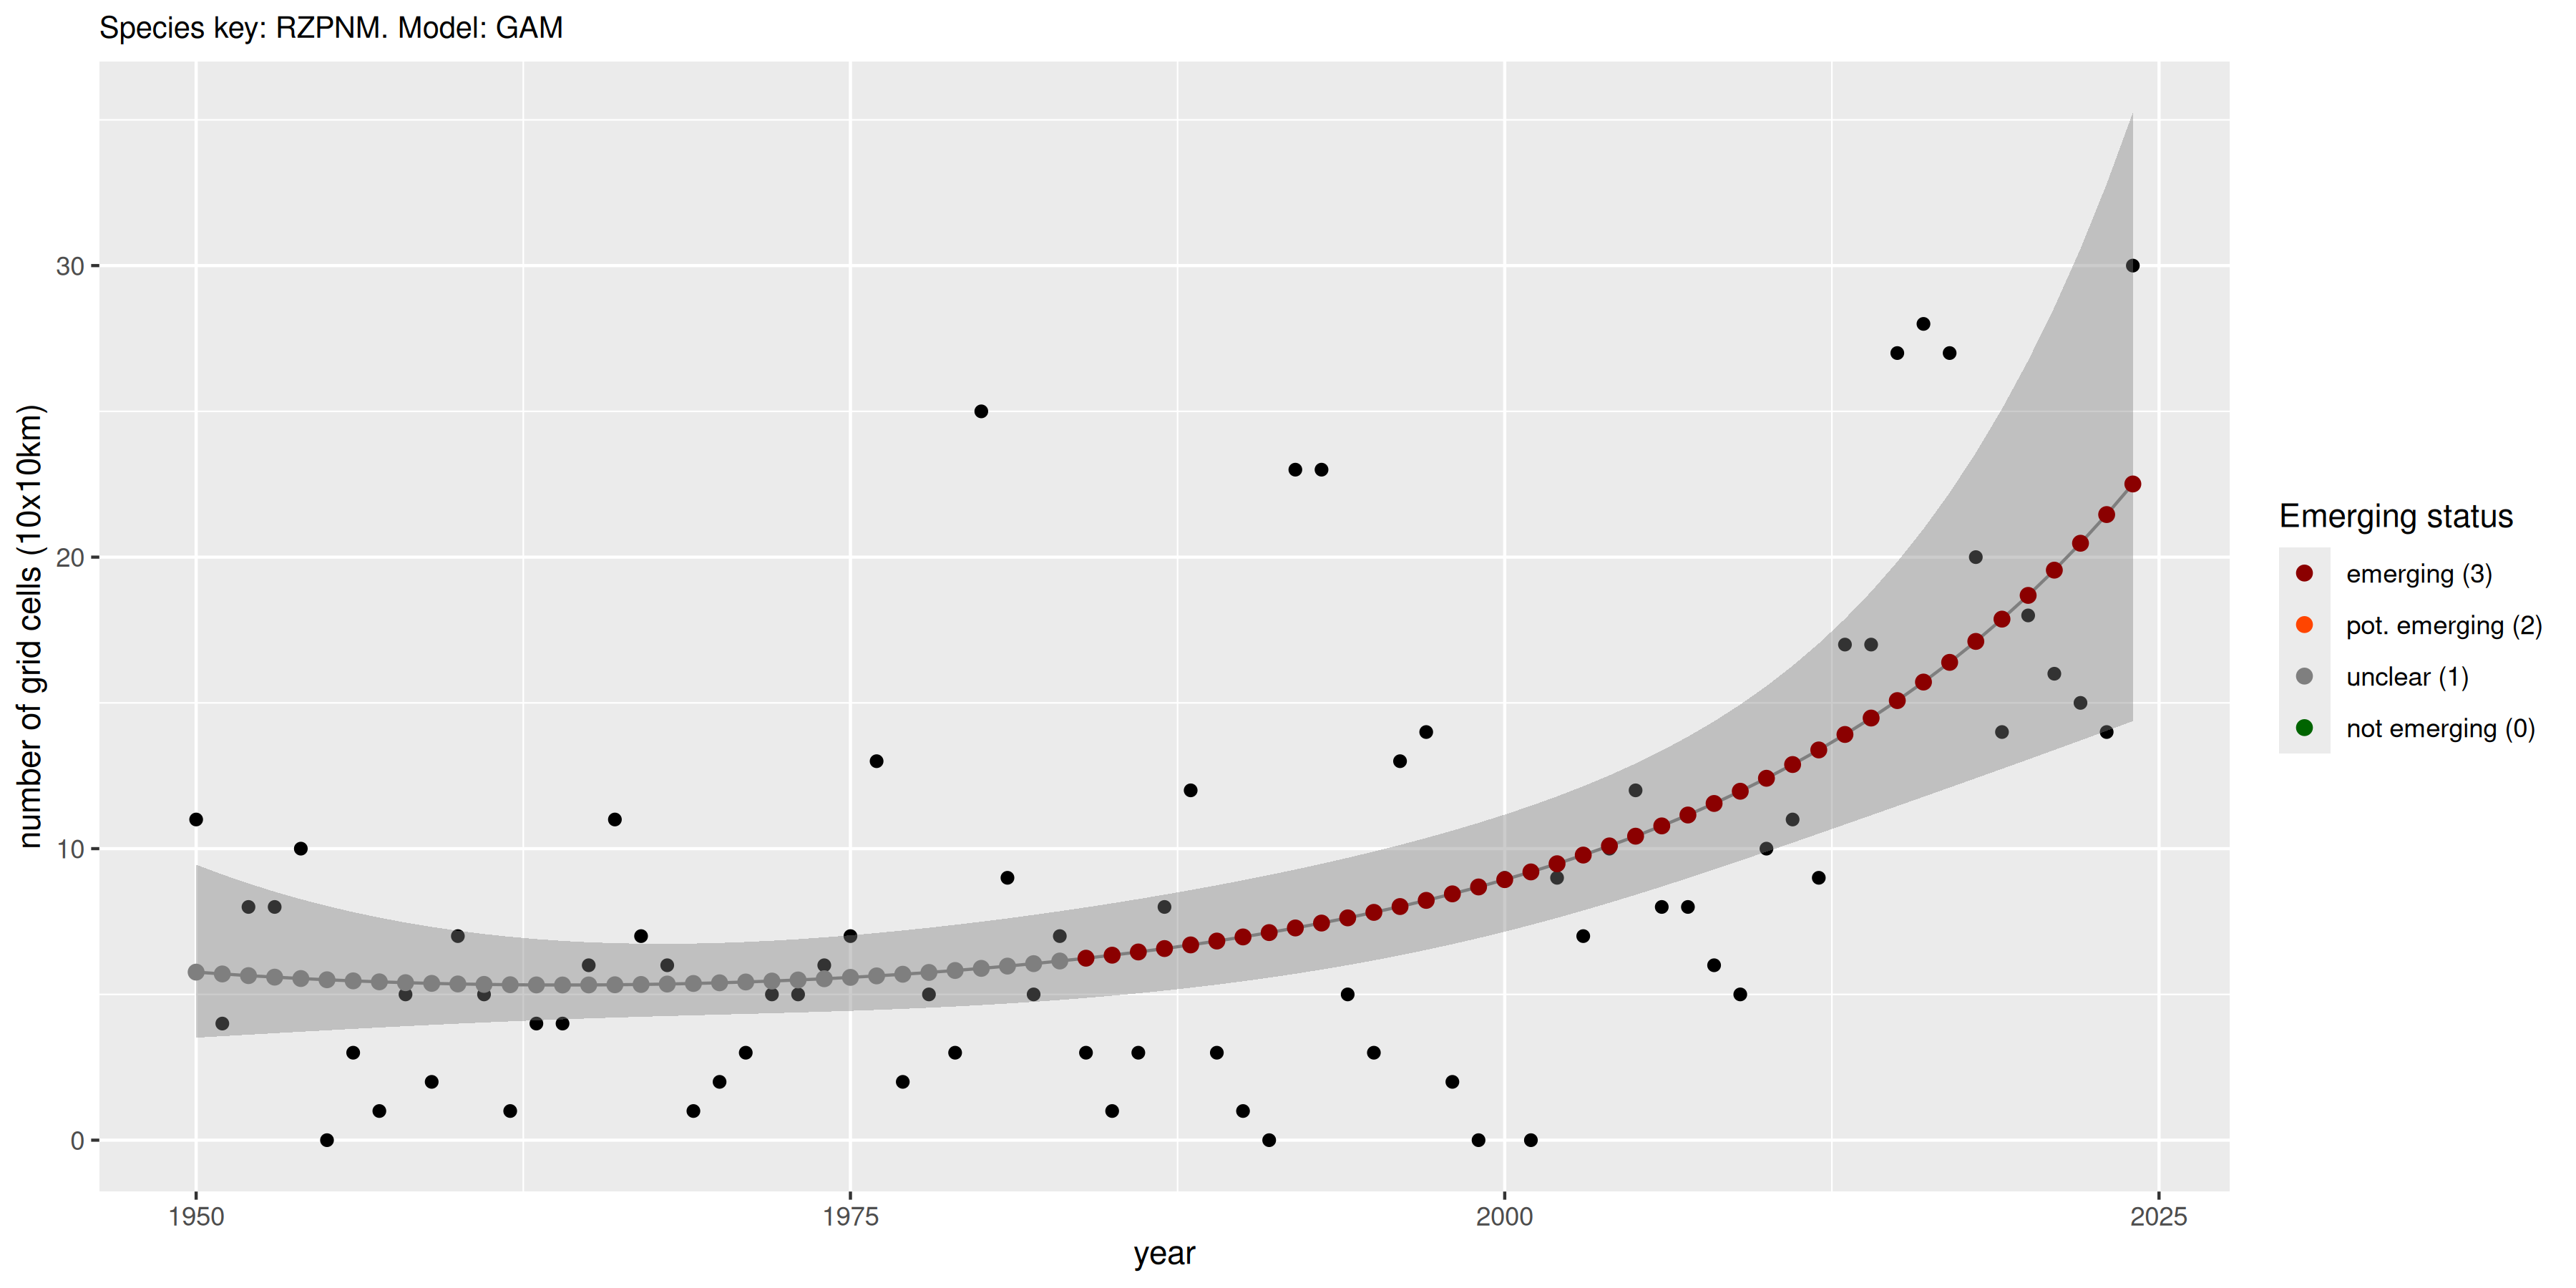 Species key: RZPNM. Model: GAM
number of grid cells (10x10km)
30
20
10
0
1950 1975 2000 2025
year
Emerging status
emerging (3)
pot. emerging (2)
unclear (1)
not emerging (0)